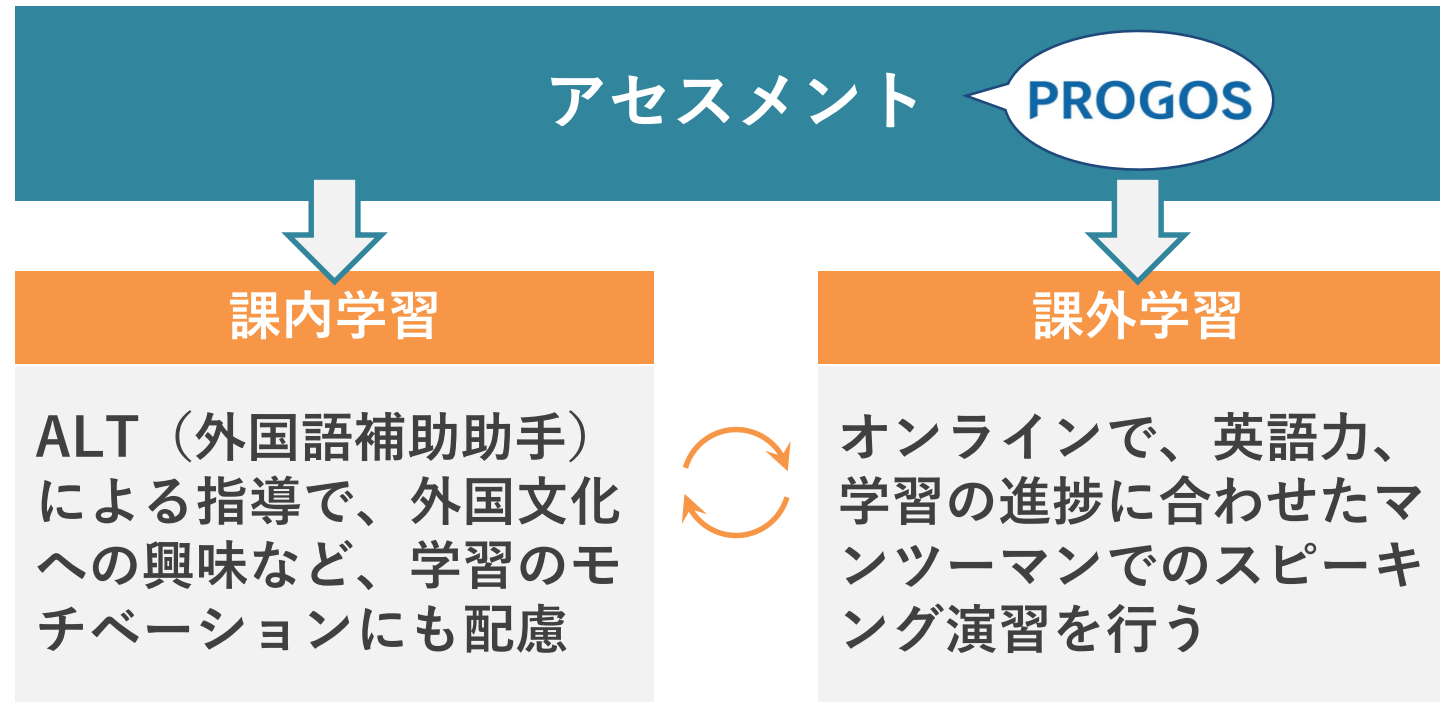 アセスメント
PROGOS
課内学習
ALT（外国語補助助手）
による指導で、外国文化
への興味など、学習のモ
チベーションにも配慮
課外学習
オンラインで、英語力、
学習の進捗に合わせたマ
ンツーマンでのスピーキ
ング演習を行う